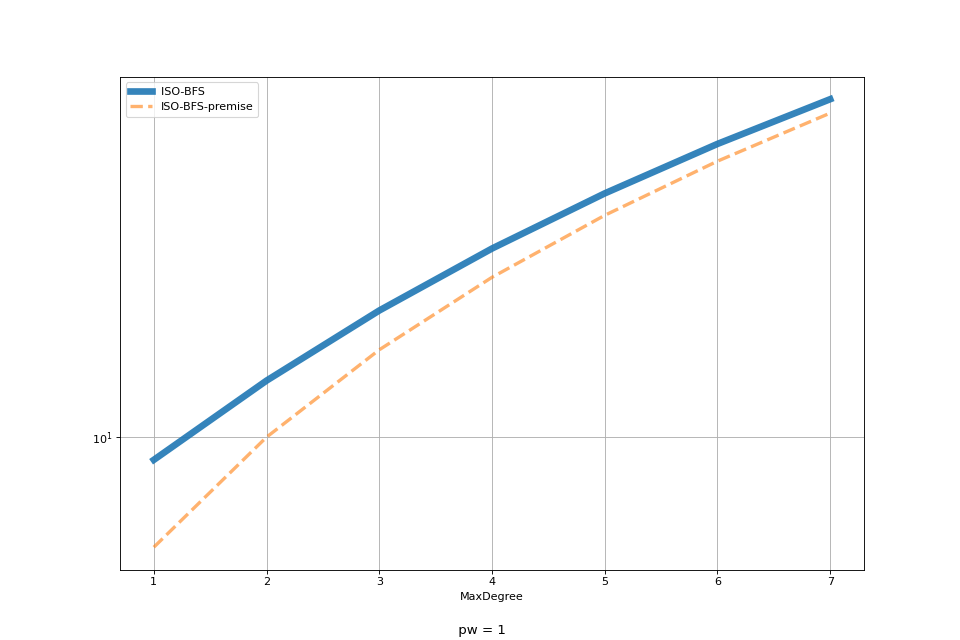 ISO-BFS
ISO-BFS-premise
10¹
1 2 3 4 5 6 7
MaxDegree
pw = 1